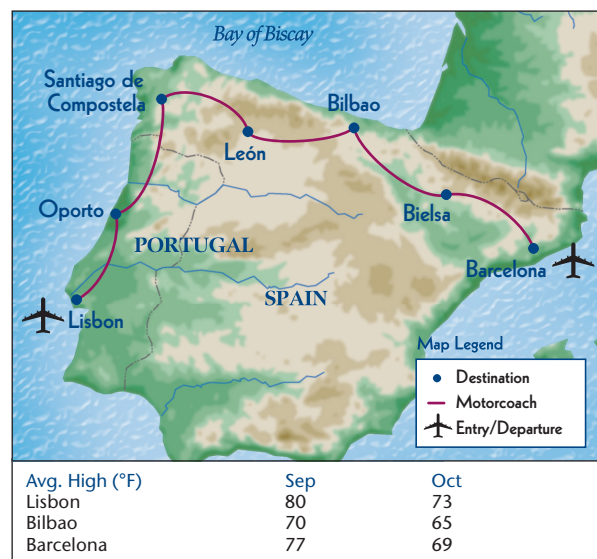 Bay of Biscay
Santiago de
Compostela
Bilbao
León
Oporto
Bielsa
PORTUGAL
Barcelona
SPAIN
Lisbon
Map Legend
Destination
Motorcoach
Entry/Departure
Avg. High (°F) Sep Oct
Lisbon 80 73
Bilbao 70 65
Barcelona 77 69